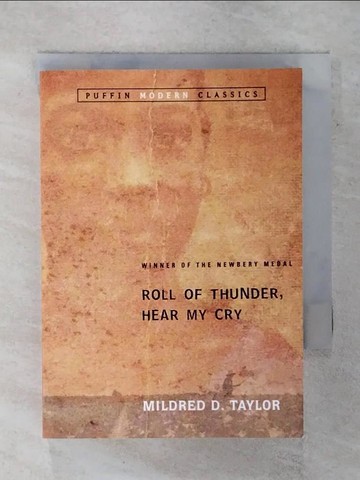 PUFFIN MODERN CLASSICS
WINNER OF THE NEWBERY MEDAL
ROLL OF THUNDER,
HEAR MY CRY
MILDRED D. TAYLOR